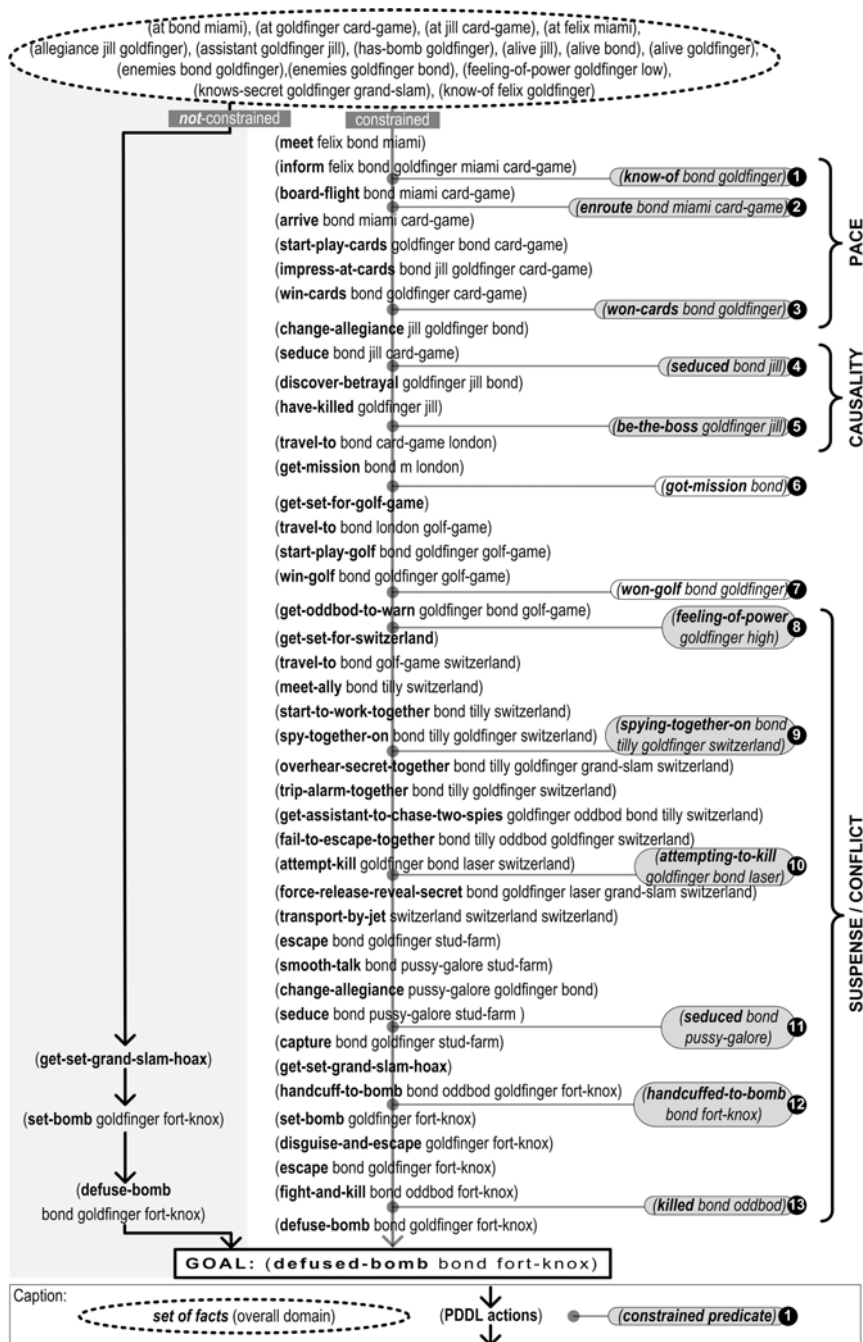 (at bond miami), (at goldfinger card-game), (at jill card-game), (at felix miami),
(allegiance jill goldfinger), (assistant goldfinger jill), (has-bomb goldfinger), (alive jill), (alive bond), (alive goldfinger),
(enemies bond goldfinger),(enemies goldfinger bond), (feeling-of-power goldfinger low),
(knows-secret goldfinger grand-slam), (know-of felix goldfinger)
not-constrained
constrained
(meet felix bond miami)
(inform felix bond goldfinger miami card-game)
(know-of bond goldfinger) 1
(board-flight bond miami card-game)
(enroute bond miami card-game) 2
(arrive bond miami card-game)
(start-play-cards goldfinger bond card-game)
(impress-at-cards bond jill goldfinger card-game)
(win-cards bond goldfinger card-game)
(won-cards bond goldfinger) 3
(change-allegiance jill goldfinger bond)
PACE
(seduce bond jill card-game)
(seduced bond jill) 4
(discover-betrayal goldfinger jill bond)
(have-killed goldfinger jill)
(be-the-boss goldfinger jill) 5
(travel-to bond card-game london)
CAUSALITY
(get-mission bond m london)
(got-mission bond) 6
(get-set-for-golf-game)
(travel-to bond london golf-game)
(start-play-golf bond goldfinger golf-game)
(win-golf bond goldfinger golf-game)
(won-golf bond goldfinger) 7
(get-oddbod-to-warn goldfinger bond golf-game)
(feeling-of-power
goldfinger high) 8
(get-set-for-switzerland)
(travel-to bond golf-game switzerland)
(meet-ally bond tilly switzerland)
(start-to-work-together bond tilly switzerland)
(spy-together-on bond tilly goldfinger switzerland)
(spying-together-on bond
tilly goldfinger switzerland) 9
(overhear-secret-together bond tilly goldfinger grand-slam switzerland)
(trip-alarm-together bond tilly goldfinger switzerland)
(get-assistant-to-chase-two-spies goldfinger oddbod bond tilly switzerland)
(fail-to-escape-together bond tilly oddbod goldfinger switzerland)
(attempt-kill goldfinger bond laser switzerland)
(attempting-to-kill
goldfinger bond laser) 10
(force-release-reveal-secret bond goldfinger laser grand-slam switzerland)
(transport-by-jet switzerland switzerland switzerland)
(escape bond goldfinger stud-farm)
(smooth-talk bond pussy-galore stud-farm)
(change-allegiance pussy-galore goldfinger bond)
(seduce bond pussy-galore stud-farm )
(seduced bond
pussy-galore) 11
(capture bond goldfinger stud-farm)
(get-set-grand-slam-hoax)
(handcuff-to-bomb bond oddbod goldfinger fort-knox)
(handcuffed-to-bomb
bond fort-knox) 12
(set-bomb goldfinger fort-knox)
(disguise-and-escape goldfinger fort-knox)
(escape bond goldfinger fort-knox)
(fight-and-kill bond oddbod fort-knox)
(killed bond oddbod) 13
(defuse-bomb bond goldfinger fort-knox)
SUSPENSE / CONFLICT
(get-set-grand-slam-hoax)
(set-bomb goldfinger fort-knox)
(defuse-bomb
bond goldfinger fort-knox)
GOAL: (defused-bomb bond fort-knox)
Caption:
set of facts (overall domain)
(PDDL actions)
(constrained predicate) 1